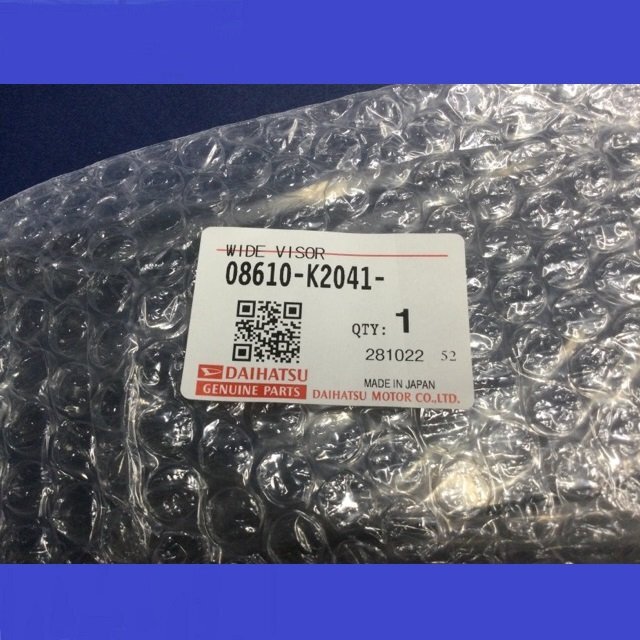 WIDE VISOR
08610-K2041-
QTY: 1
281022 52
DAIHATSU
GENUINE PARTS
MADE IN JAPAN
DAIHATSU MOTOR CO.,LTD.